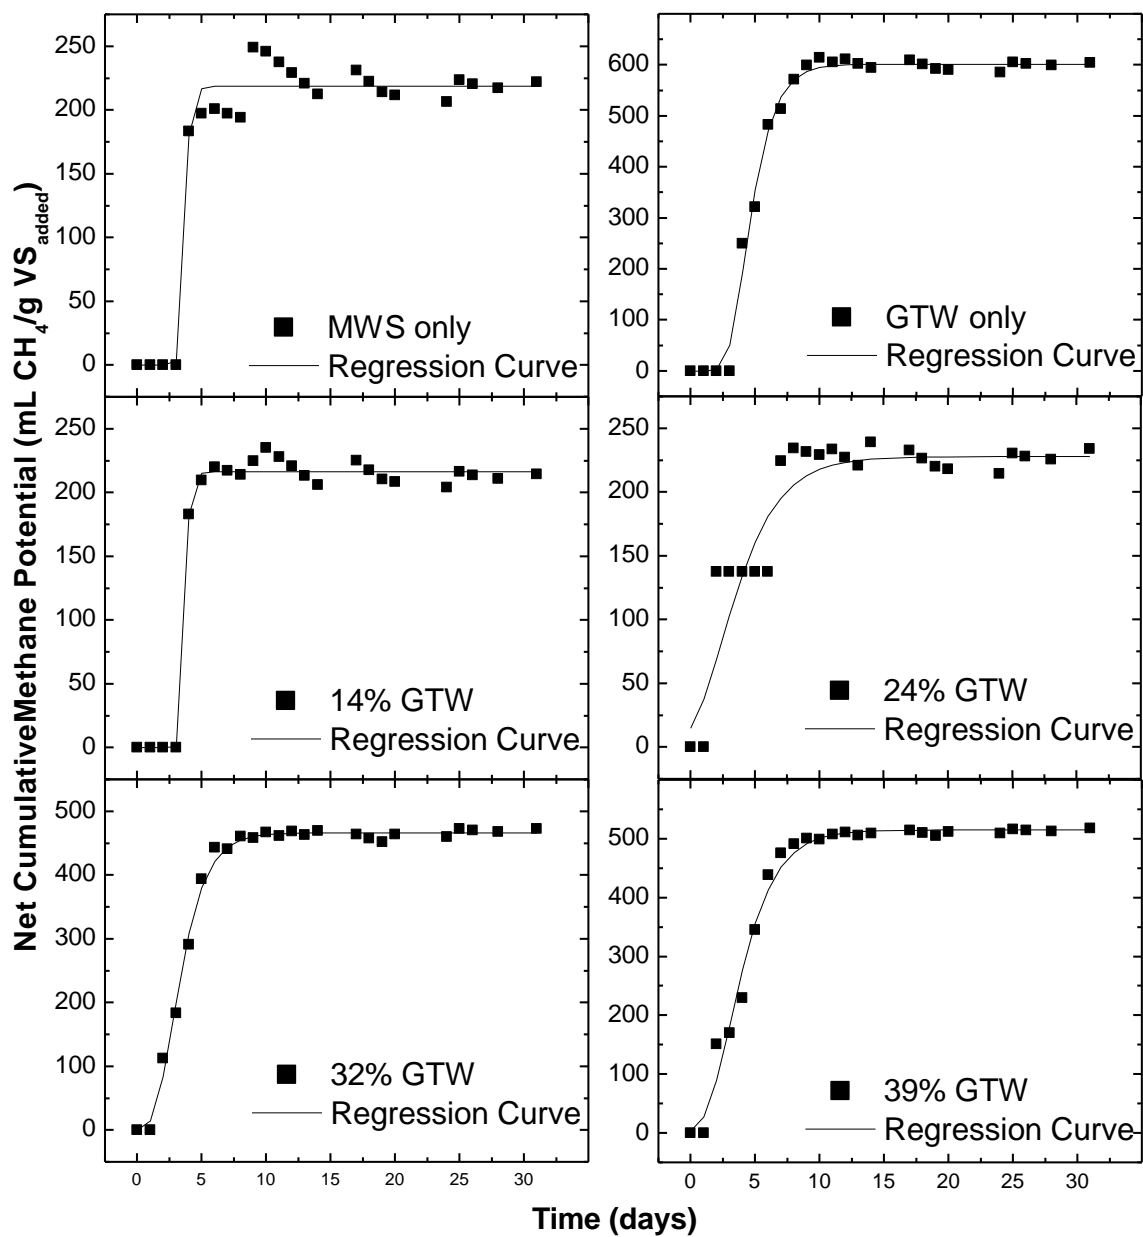 Net CumulativeMethane Potential (mL CH4/g VSadded)
250
200
150
100
50
0
MWS only
Regression Curve
600
500
400
300
200
100
0
GTW only
Regression Curve
250
200
150
100
50
0
14% GTW
Regression Curve
250
200
150
100
50
0
24% GTW
Regression Curve
500
400
300
200
100
0
32% GTW
Regression Curve
0 5 10 15 20 25 30
500
400
300
200
100
0
39% GTW
Regression Curve
0 5 10 15 20 25 30
Time (days)